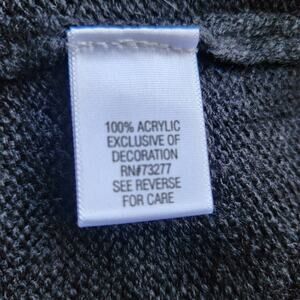 100% ACRYLIC
EXCLUSIVE OF
DECORATION
RN#73277
SEE REVERSE
FOR CARE